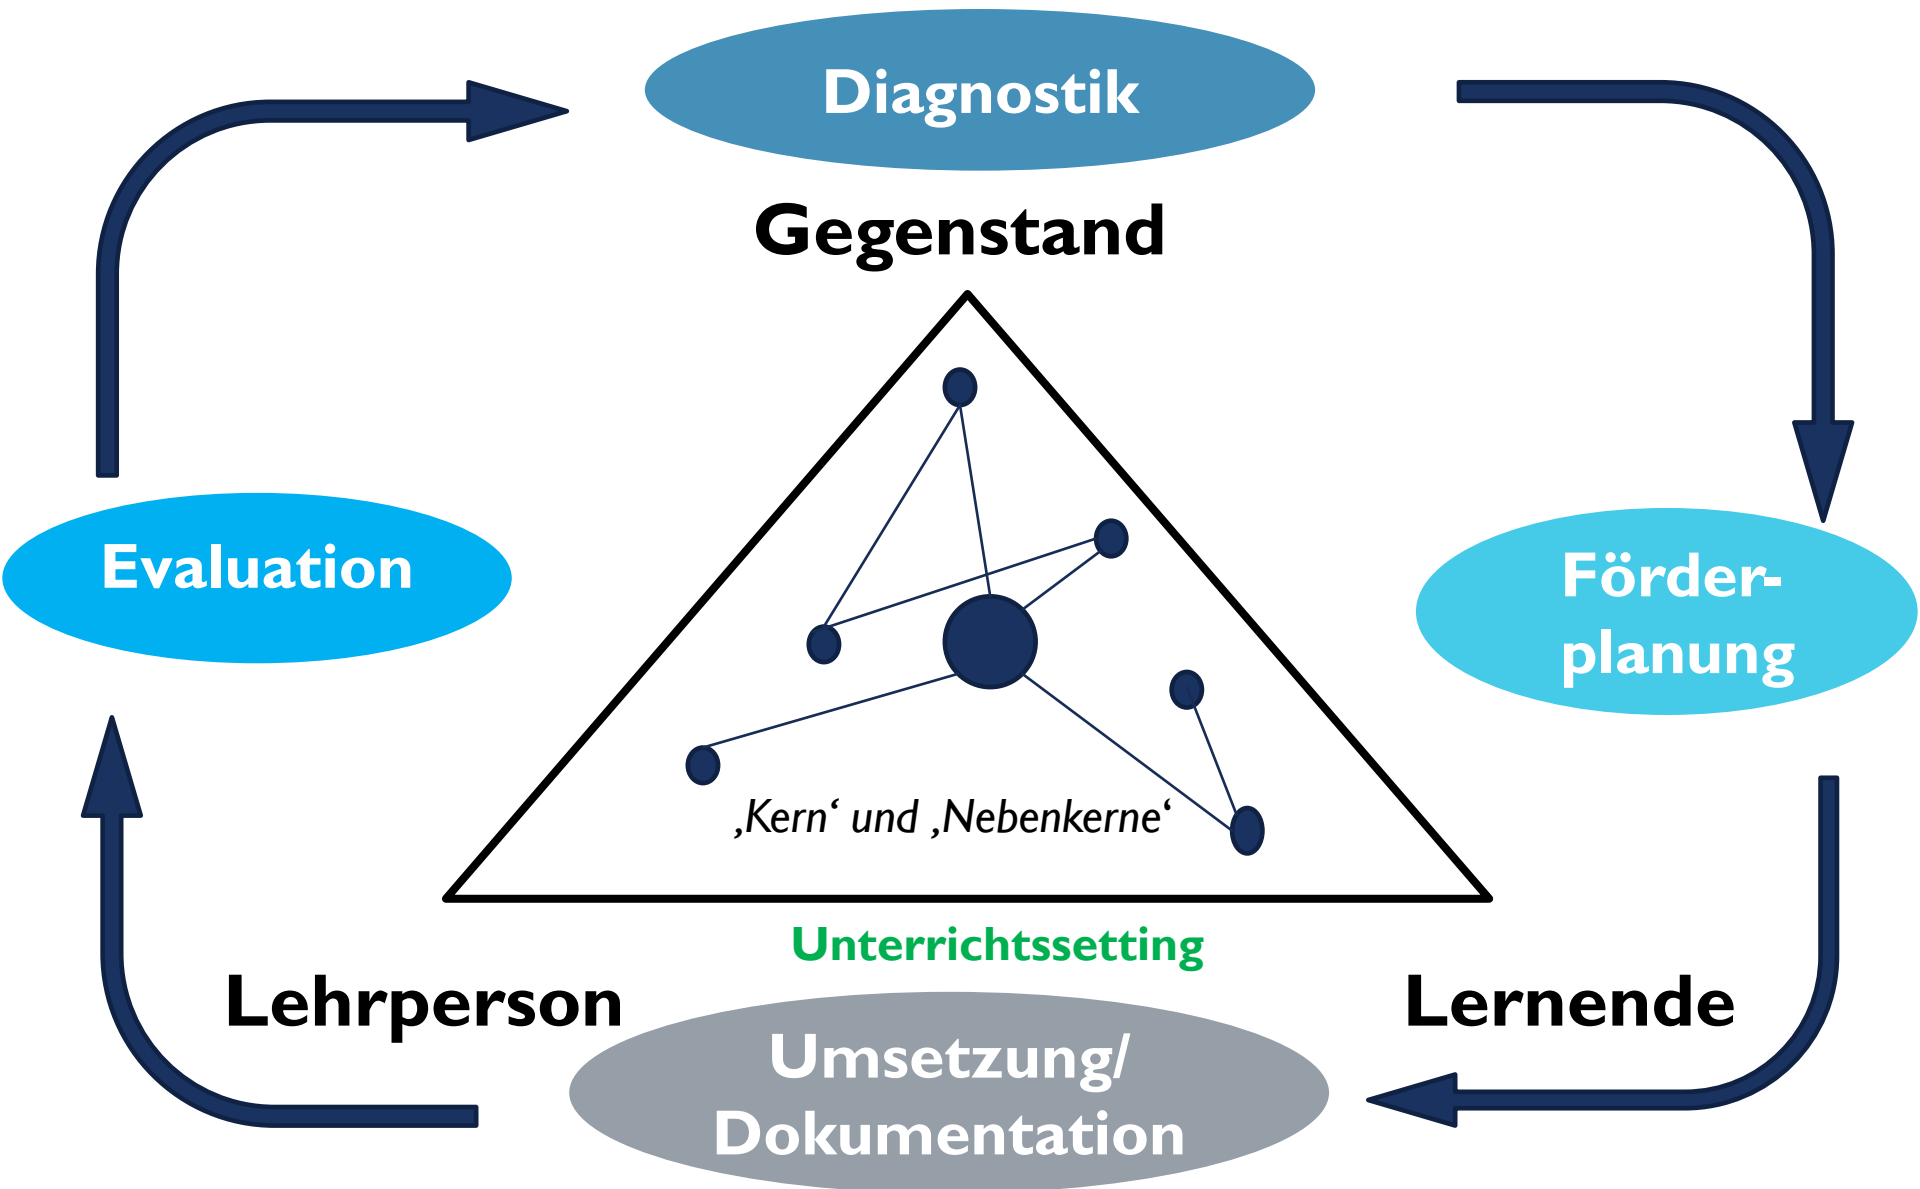 Diagnostik
Gegenstand
Evaluation
Förder-
planung
‚Kern‘ und ‚Nebenkerne‘
Unterrichtssetting
Lehrperson
Lernende
Umsetzung/
Dokumentation